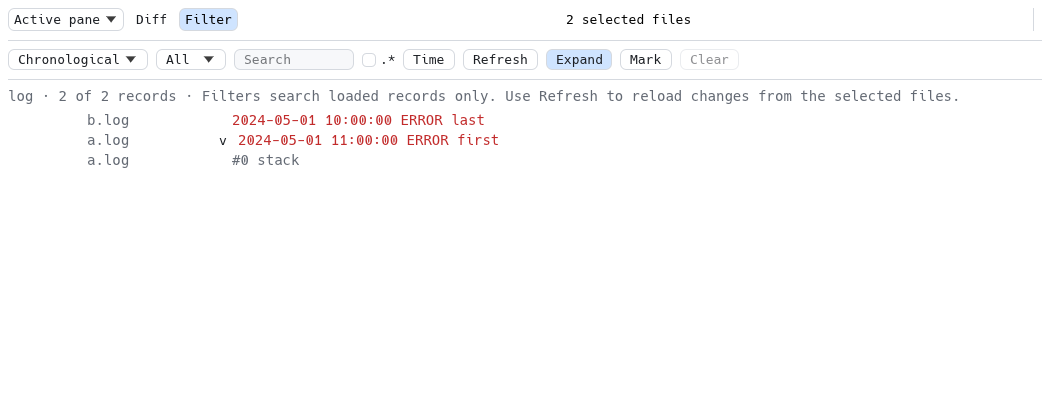 Active pane Diff Filter 2 selected files
Chronological All Search .* Time Refresh Expand Mark Clear
log · 2 of 2 records · Filters search loaded records only. Use Refresh to reload changes from the selected files.
b.log 2024-05-01 10:00:00 ERROR last
a.log v 2024-05-01 11:00:00 ERROR first
a.log #0 stack